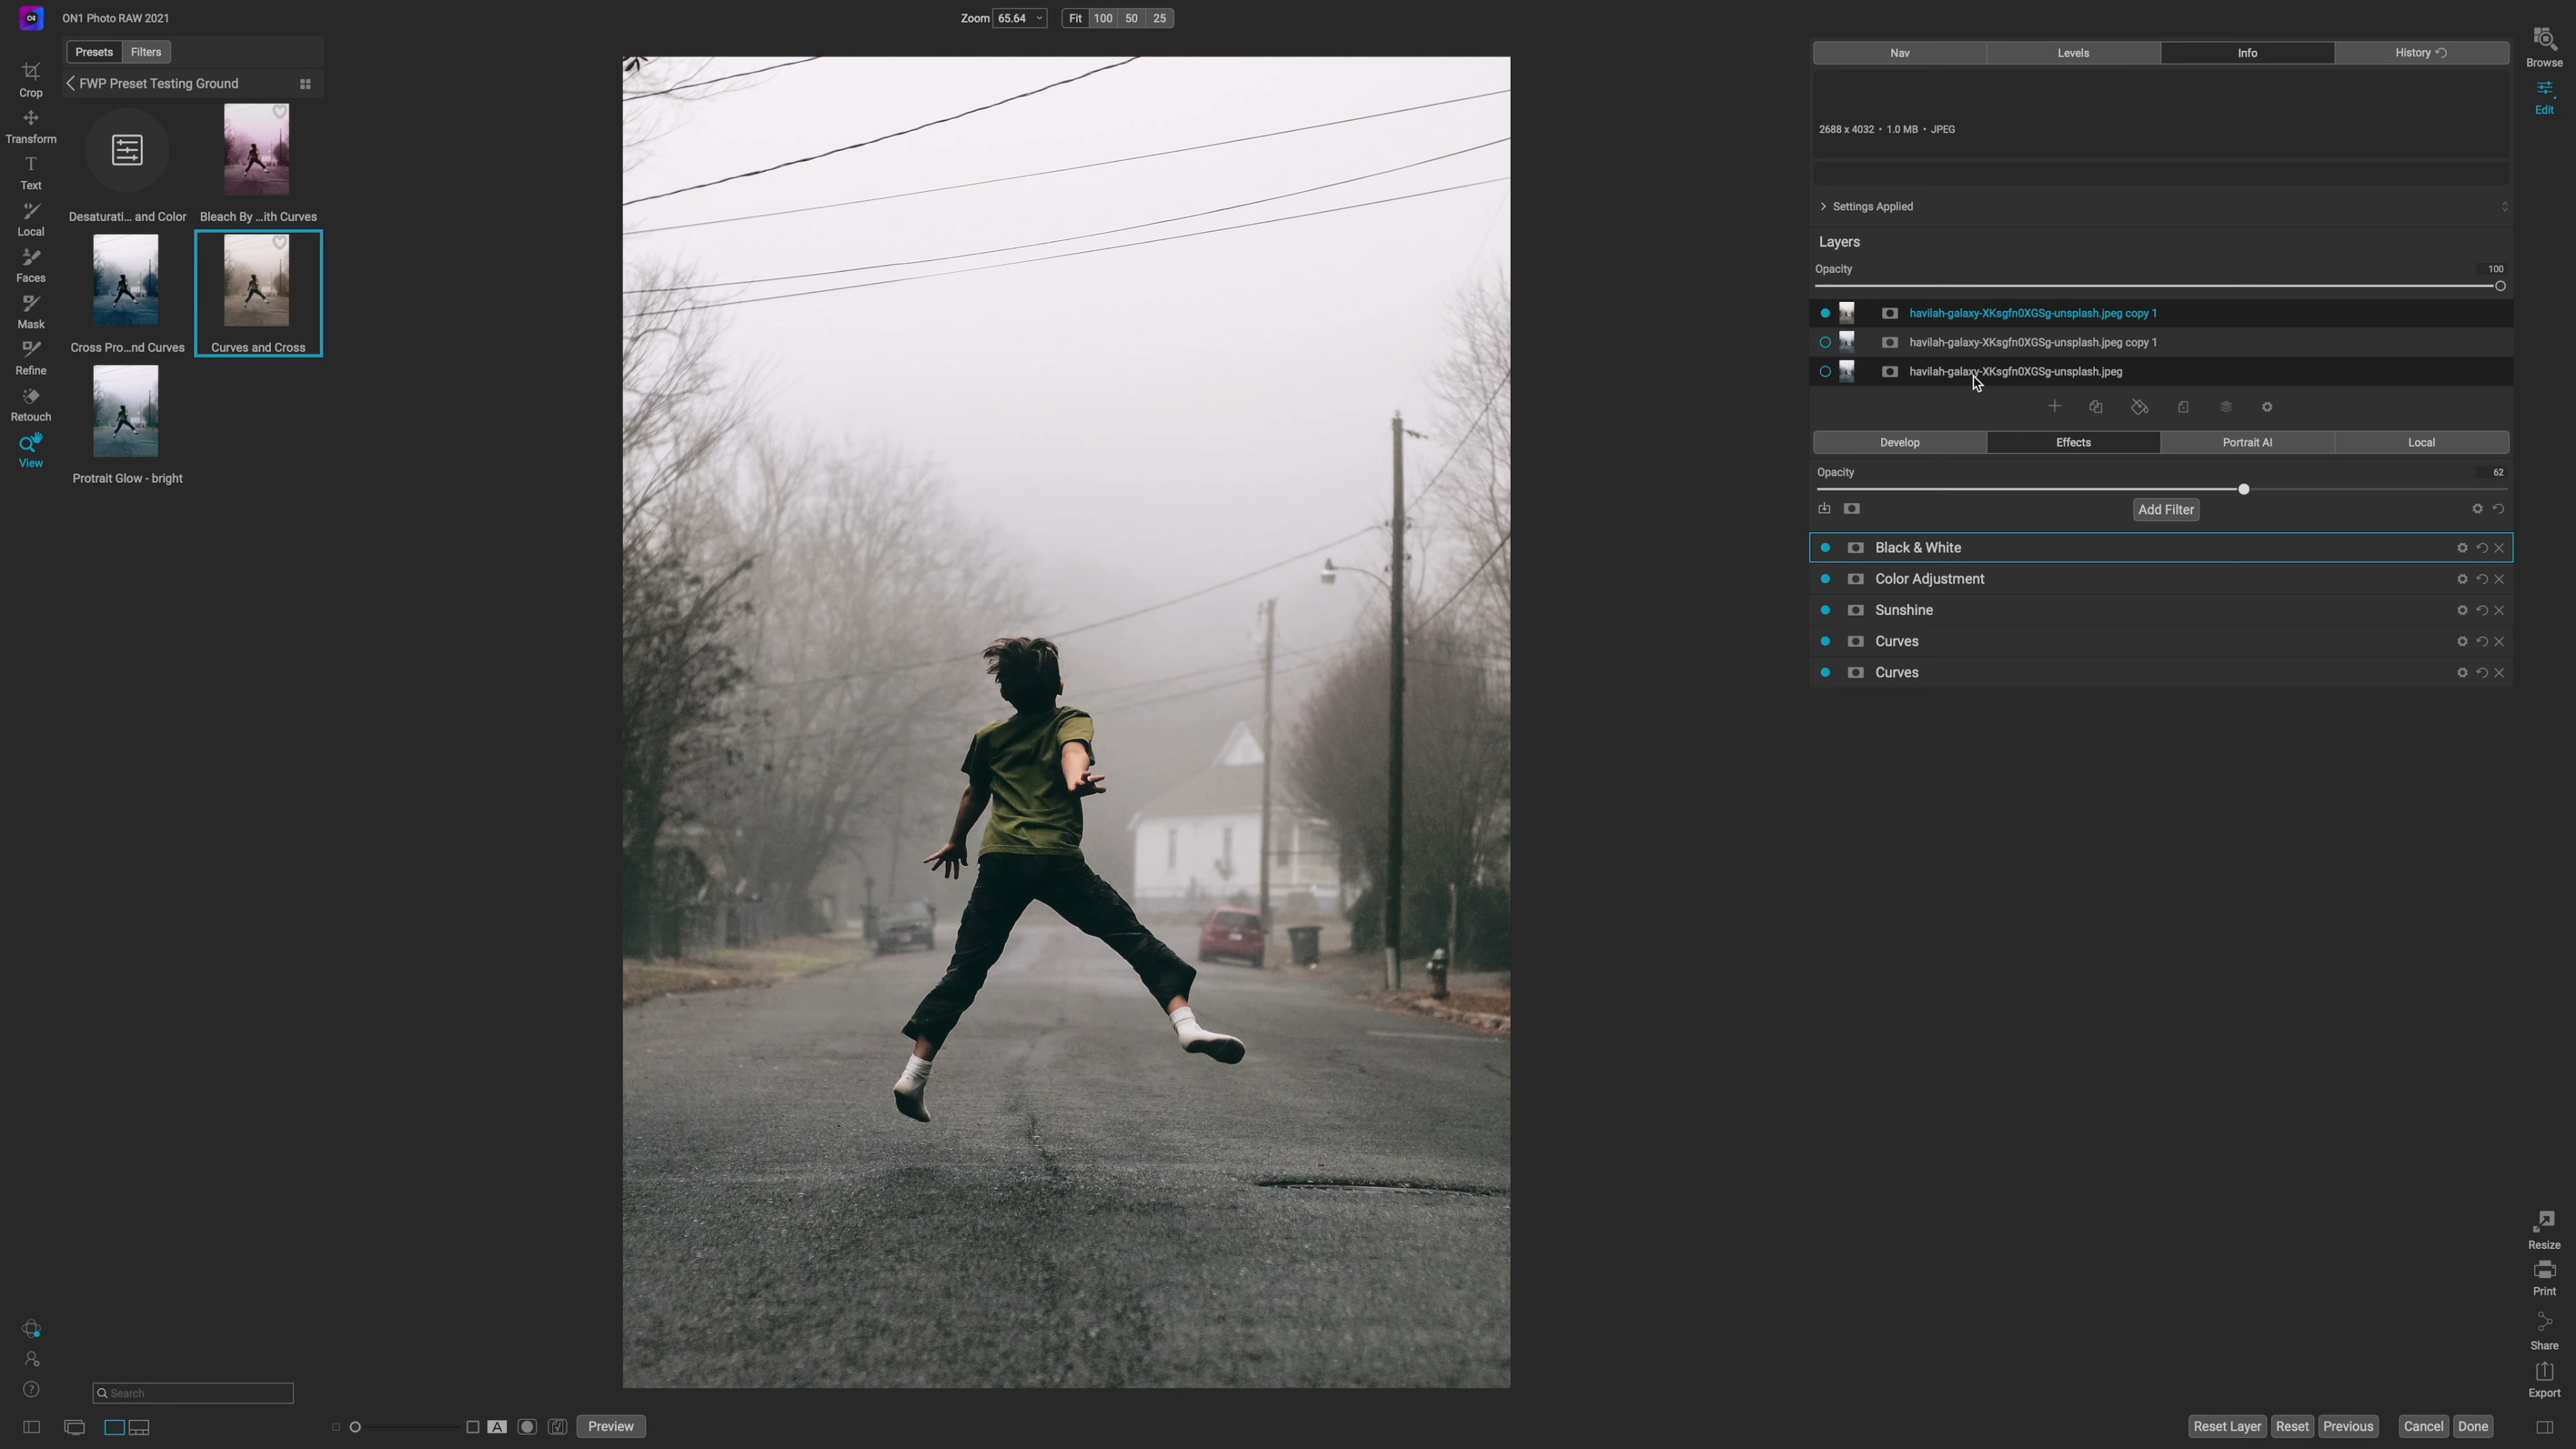 ON1 Photo RAW 2021
Zoom 65.64 Fit 100 50 25
Presets Filters
FWP Preset Testing Ground
Crop
Transform
Text
Local
Faces
Mask
Refine
Retouch
View
Desaturati... and Color Bleach By ...ith Curves
Cross Pro...nd Curves Curves and Cross
Protrait Glow - bright
Search
A Preview
Nav Levels Info History
2688 x 4032 • 1.0 MB • JPEG
Settings Applied
Layers
Opacity 100
havilah-galaxy-XKsgfn0XGSg-unsplash.jpeg copy 1
havilah-galaxy-XKsgfn0XGSg-unsplash.jpeg copy 1
havilah-galaxy-XKsgfn0XGSg-unsplash.jpeg
Develop Effects Portrait AI Local
Opacity 62
Add Filter
Black & White
Color Adjustment
Sunshine
Curves
Curves
Browse
Edit
Resize
Print
Share
Export
Reset Layer Reset Previous Cancel Done